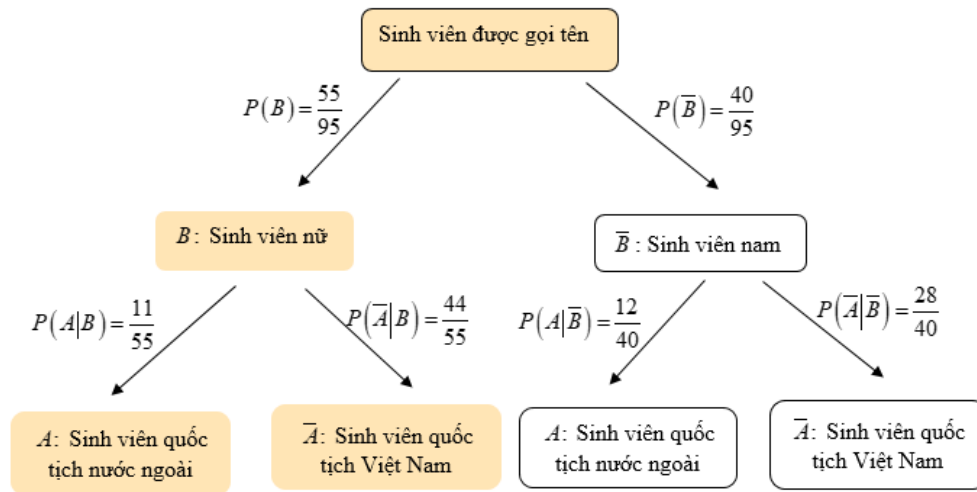 Sinh viên được gọi tên
P(B) = 55/95
P(B̅) = 40/95
B: Sinh viên nữ
B̅ : Sinh viên nam
P(A|B) = 11/55
P(A̅|B) = 44/55
P(A|B̅) = 12/40
P(A̅|B̅) = 28/40
A: Sinh viên quốc
tịch nước ngoài
A̅: Sinh viên quốc
tịch Việt Nam
A: Sinh viên quốc
tịch nước ngoài
A̅: Sinh viên quốc
tịch Việt Nam